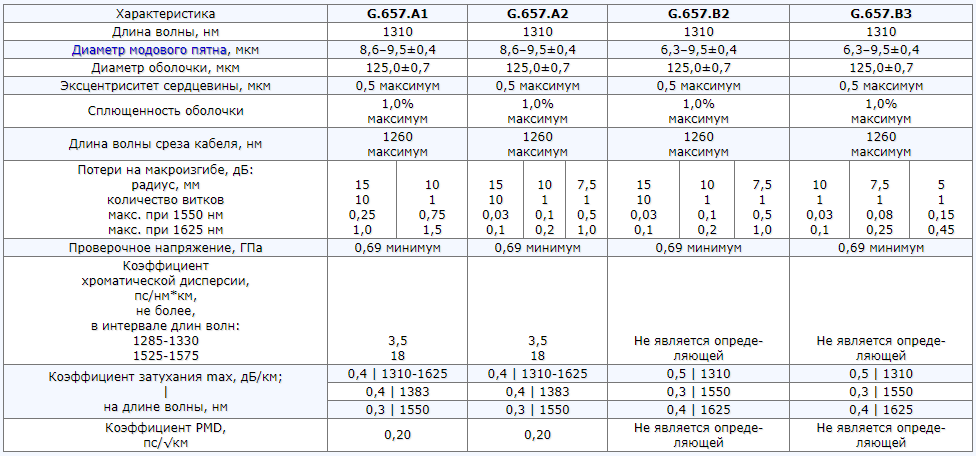 Характеристика G.657.A1 G.657.A2 G.657.B2 G.657.B3
Длина волны, нм 1310 1310 1310 1310
Диаметр модового пятна, мкм 8,6–9,5±0,4 8,6–9,5±0,4 6,3–9,5±0,4 6,3–9,5±0,4
Диаметр оболочки, мкм 125,0±0,7 125,0±0,7 125,0±0,7 125,0±0,7
Эксцентриситет сердцевины, мкм 0,5 максимум 0,5 максимум 0,5 максимум 0,5 максимум
Сплющенность оболочки 1,0% 1,0% 1,0% 1,0%
максимум максимум максимум максимум
Длина волны среза кабеля, нм 1260 1260 1260 1260
максимум максимум максимум максимум
Потери на макроизгибе, дБ:
радиус, мм 15 10 15 10 7,5 15 10 7,5 10 7,5 5
количество витков 10 1 10 1 1 10 1 1 1 1 1
макс. при 1550 нм 0,25 0,75 0,03 0,1 0,5 0,03 0,1 0,5 0,03 0,08 0,15
макс. при 1625 нм 1,0 1,5 0,1 0,2 1,0 0,1 0,2 1,0 0,1 0,25 0,45
Проверочное напряжение, ГПа 0,69 минимум 0,69 минимум 0,69 минимум 0,69 минимум
Коэффициент
хроматической дисперсии,
пс/нм*км,
не более,
в интервале длин волн:
1285-1330 3,5 3,5 Не является опреде- Не является опреде-
1525-1575 18 18 ляющей ляющей
Коэффициент затухания max, дБ/км; 0,4 | 1310-1625 0,4 | 1310-1625 0,5 | 1310 0,5 | 1310
| 0,4 | 1383 0,4 | 1383 0,3 | 1550 0,3 | 1550
на длине волны, нм 0,3 | 1550 0,3 | 1550 0,4 | 1625 0,4 | 1625
Коэффициент PMD, Не является опреде- Не является опреде-
пс/√км 0,20 0,20 ляющей ляющей